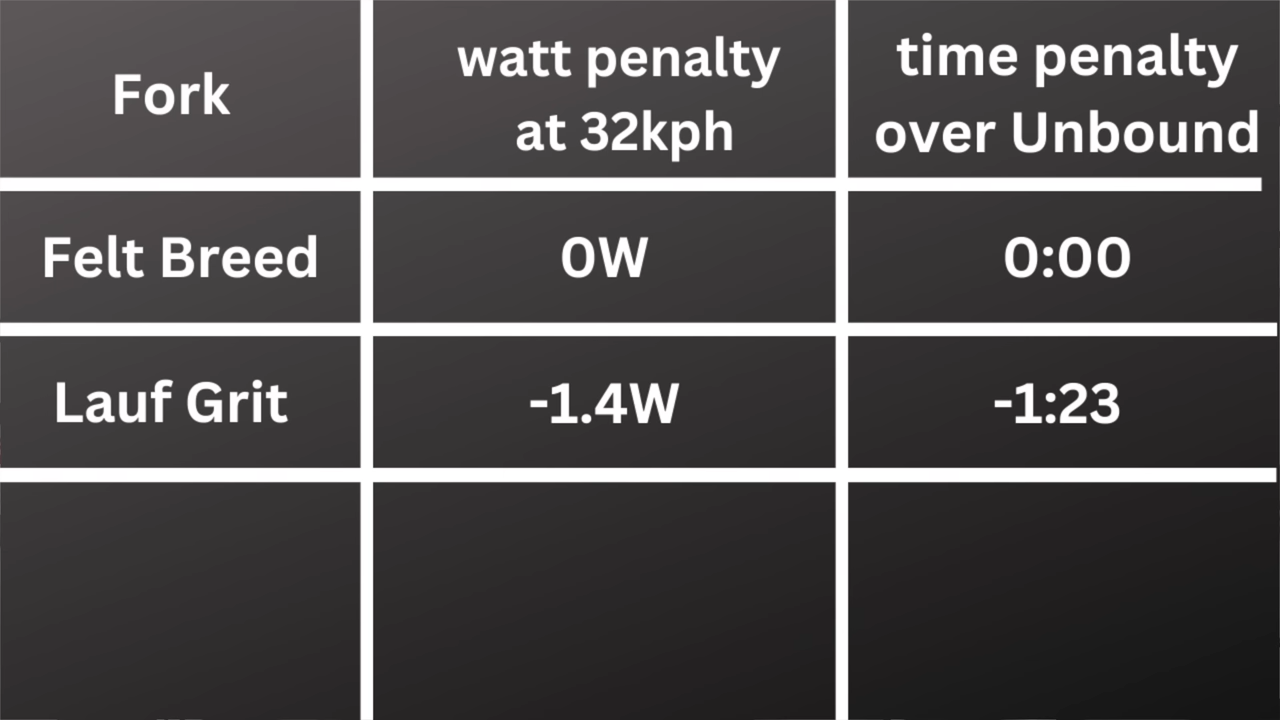 Fork
watt penalty
at 32kph
time penalty
over Unbound
Felt Breed
0W
0:00
Lauf Grit
-1.4W
-1:23